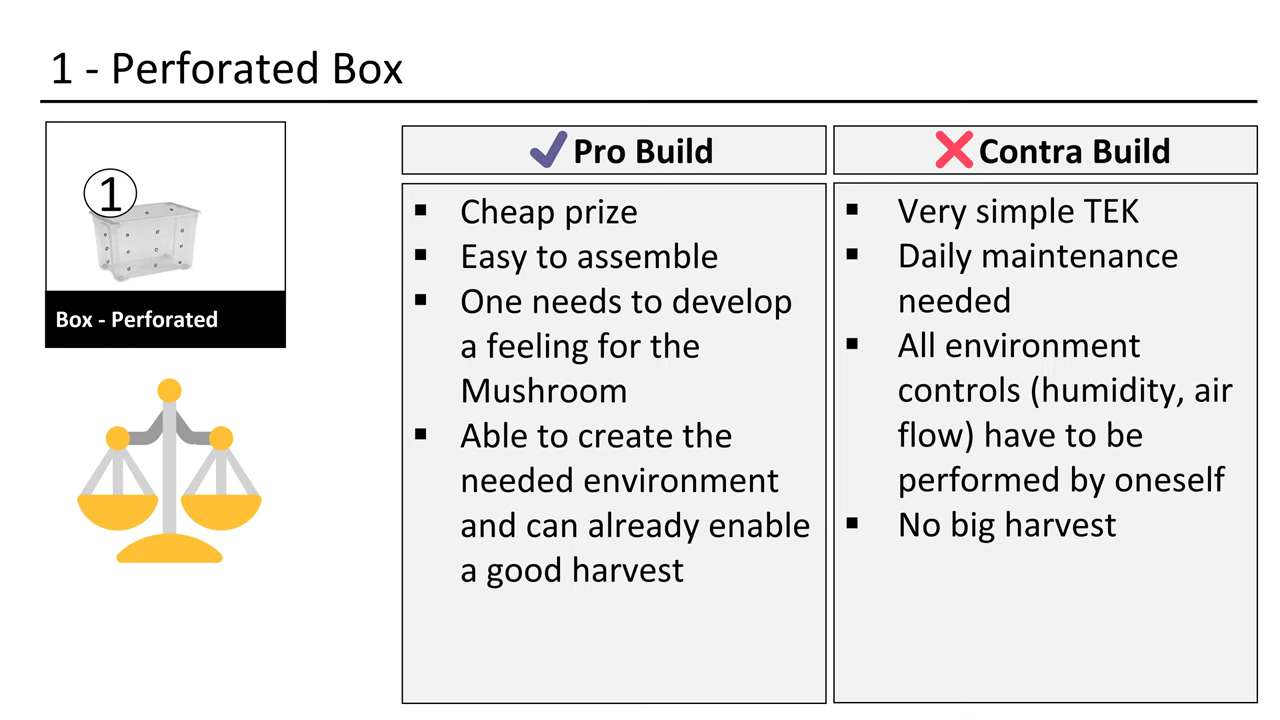 1 - Perforated Box
1
Box - Perforated
Pro Build
▪ Cheap prize
▪ Easy to assemble
▪ One needs to develop
a feeling for the
Mushroom
▪ Able to create the
needed environment
and can already enable
a good harvest
Contra Build
▪ Very simple TEK
▪ Daily maintenance
needed
▪ All environment
controls (humidity, air
flow) have to be
performed by oneself
▪ No big harvest